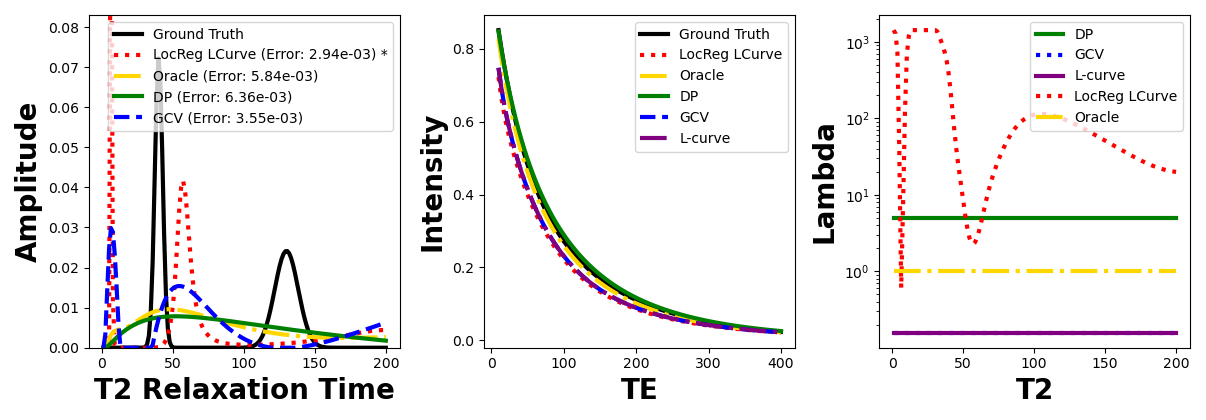 Amplitude
0.08
0.07
0.06
0.05
0.04
0.03
0.02
0.01
0.00
Ground Truth
LocReg LCurve (Error: 2.94e-03) *
Oracle (Error: 5.84e-03)
DP (Error: 6.36e-03)
GCV (Error: 3.55e-03)
0 50 100 150 200
T2 Relaxation Time
Intensity
0.8
0.6
0.4
0.2
0.0
Ground Truth
LocReg LCurve
Oracle
DP
GCV
L-curve
0 100 200 300 400
TE
Lambda
10³
10²
10¹
10⁰
DP
GCV
L-curve
LocReg LCurve
Oracle
0 50 100 150 200
T2